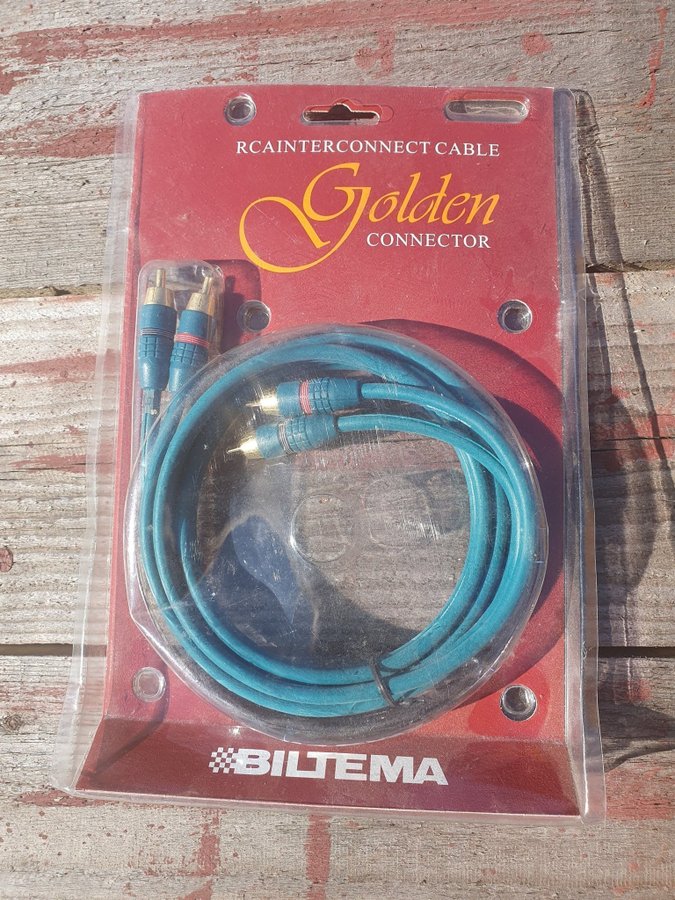 RCAINTERCONNECT CABLE
Golden
CONNECTOR
BILTEMA